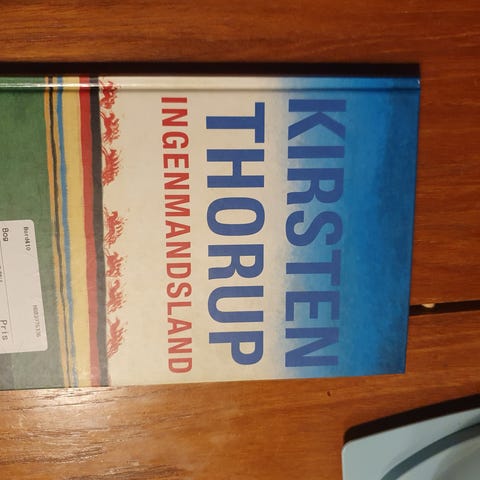 KIRSTEN
THORUP
INGENMANDSLAND
Bog
Pris